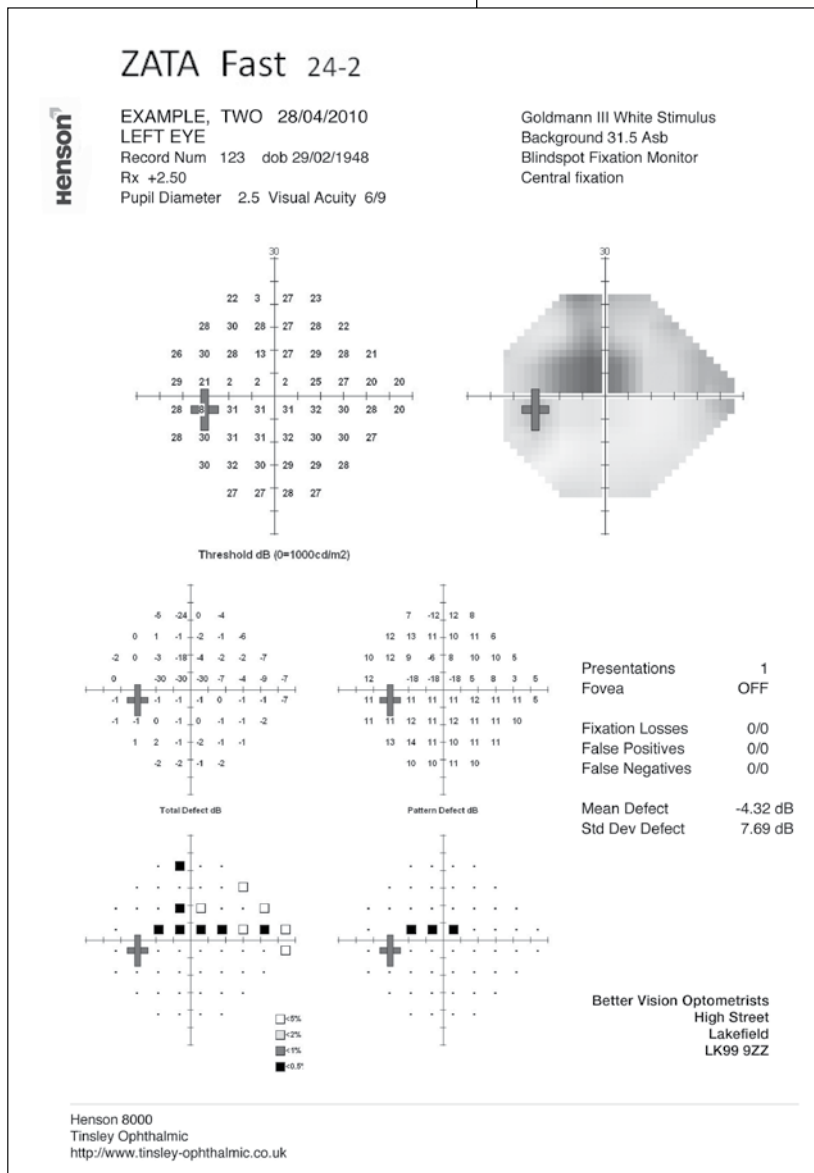 ZATA Fast 24-2
Henson
EXAMPLE, TWO 28/04/2010
LEFT EYE
Record Num 123 dob 29/02/1948
Rx +2.50
Pupil Diameter 2.5 Visual Acuity 6/9
Goldmann III White Stimulus
Background 31.5 Asb
Blindspot Fixation Monitor
Central fixation
30
22 3 27 23
28 30 28 27 28 22
26 30 28 13 27 29 28 21
29 21 2 2 2 25 27 20 20
28 8 31 31 31 32 30 28 20
28 30 31 31 32 30 30 27
30 32 30 29 29 28
27 27 28 27
30
Threshold dB (0=1000cd/m2)
-5 -24 0 -4
0 1 -1 -2 -1 -6
-2 0 -3 -18 -4 -2 -2 -7
0 -30 -30 -7 -4 -9 -7
-1 -1 -1 -1 0 -1 -1 -7
-1 -1 0 -1 0 -1 -1 -2
1 2 -1 -2 -1 -1
-2 -2 -1 -2
Total Defect dB
7 -12 12 8
12 13 11 10 11 6
10 12 9 -6 8 10 10 5
12 -18 -18 -18 5 8 3 5
11 11 11 11 12 11 11 5
11 11 12 11 12 11 11 10
13 14 11 10 11 11
10 10 11 10
Pattern Defect dB
Presentations 1
Fovea OFF
Fixation Losses 0/0
False Positives 0/0
False Negatives 0/0
Mean Defect -4.32 dB
Std Dev Defect 7.69 dB
<5%
<2%
<1%
<0.5%
Better Vision Optometrists
High Street
Lakefield
LK99 9ZZ
Henson 8000
Tinsley Ophthalmic
http://www.tinsley-ophthalmic.co.uk